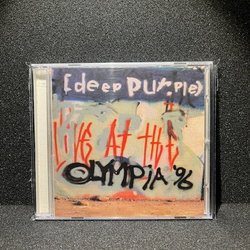 [deep PURPle]
LivE At thE
OLYMPiA '96